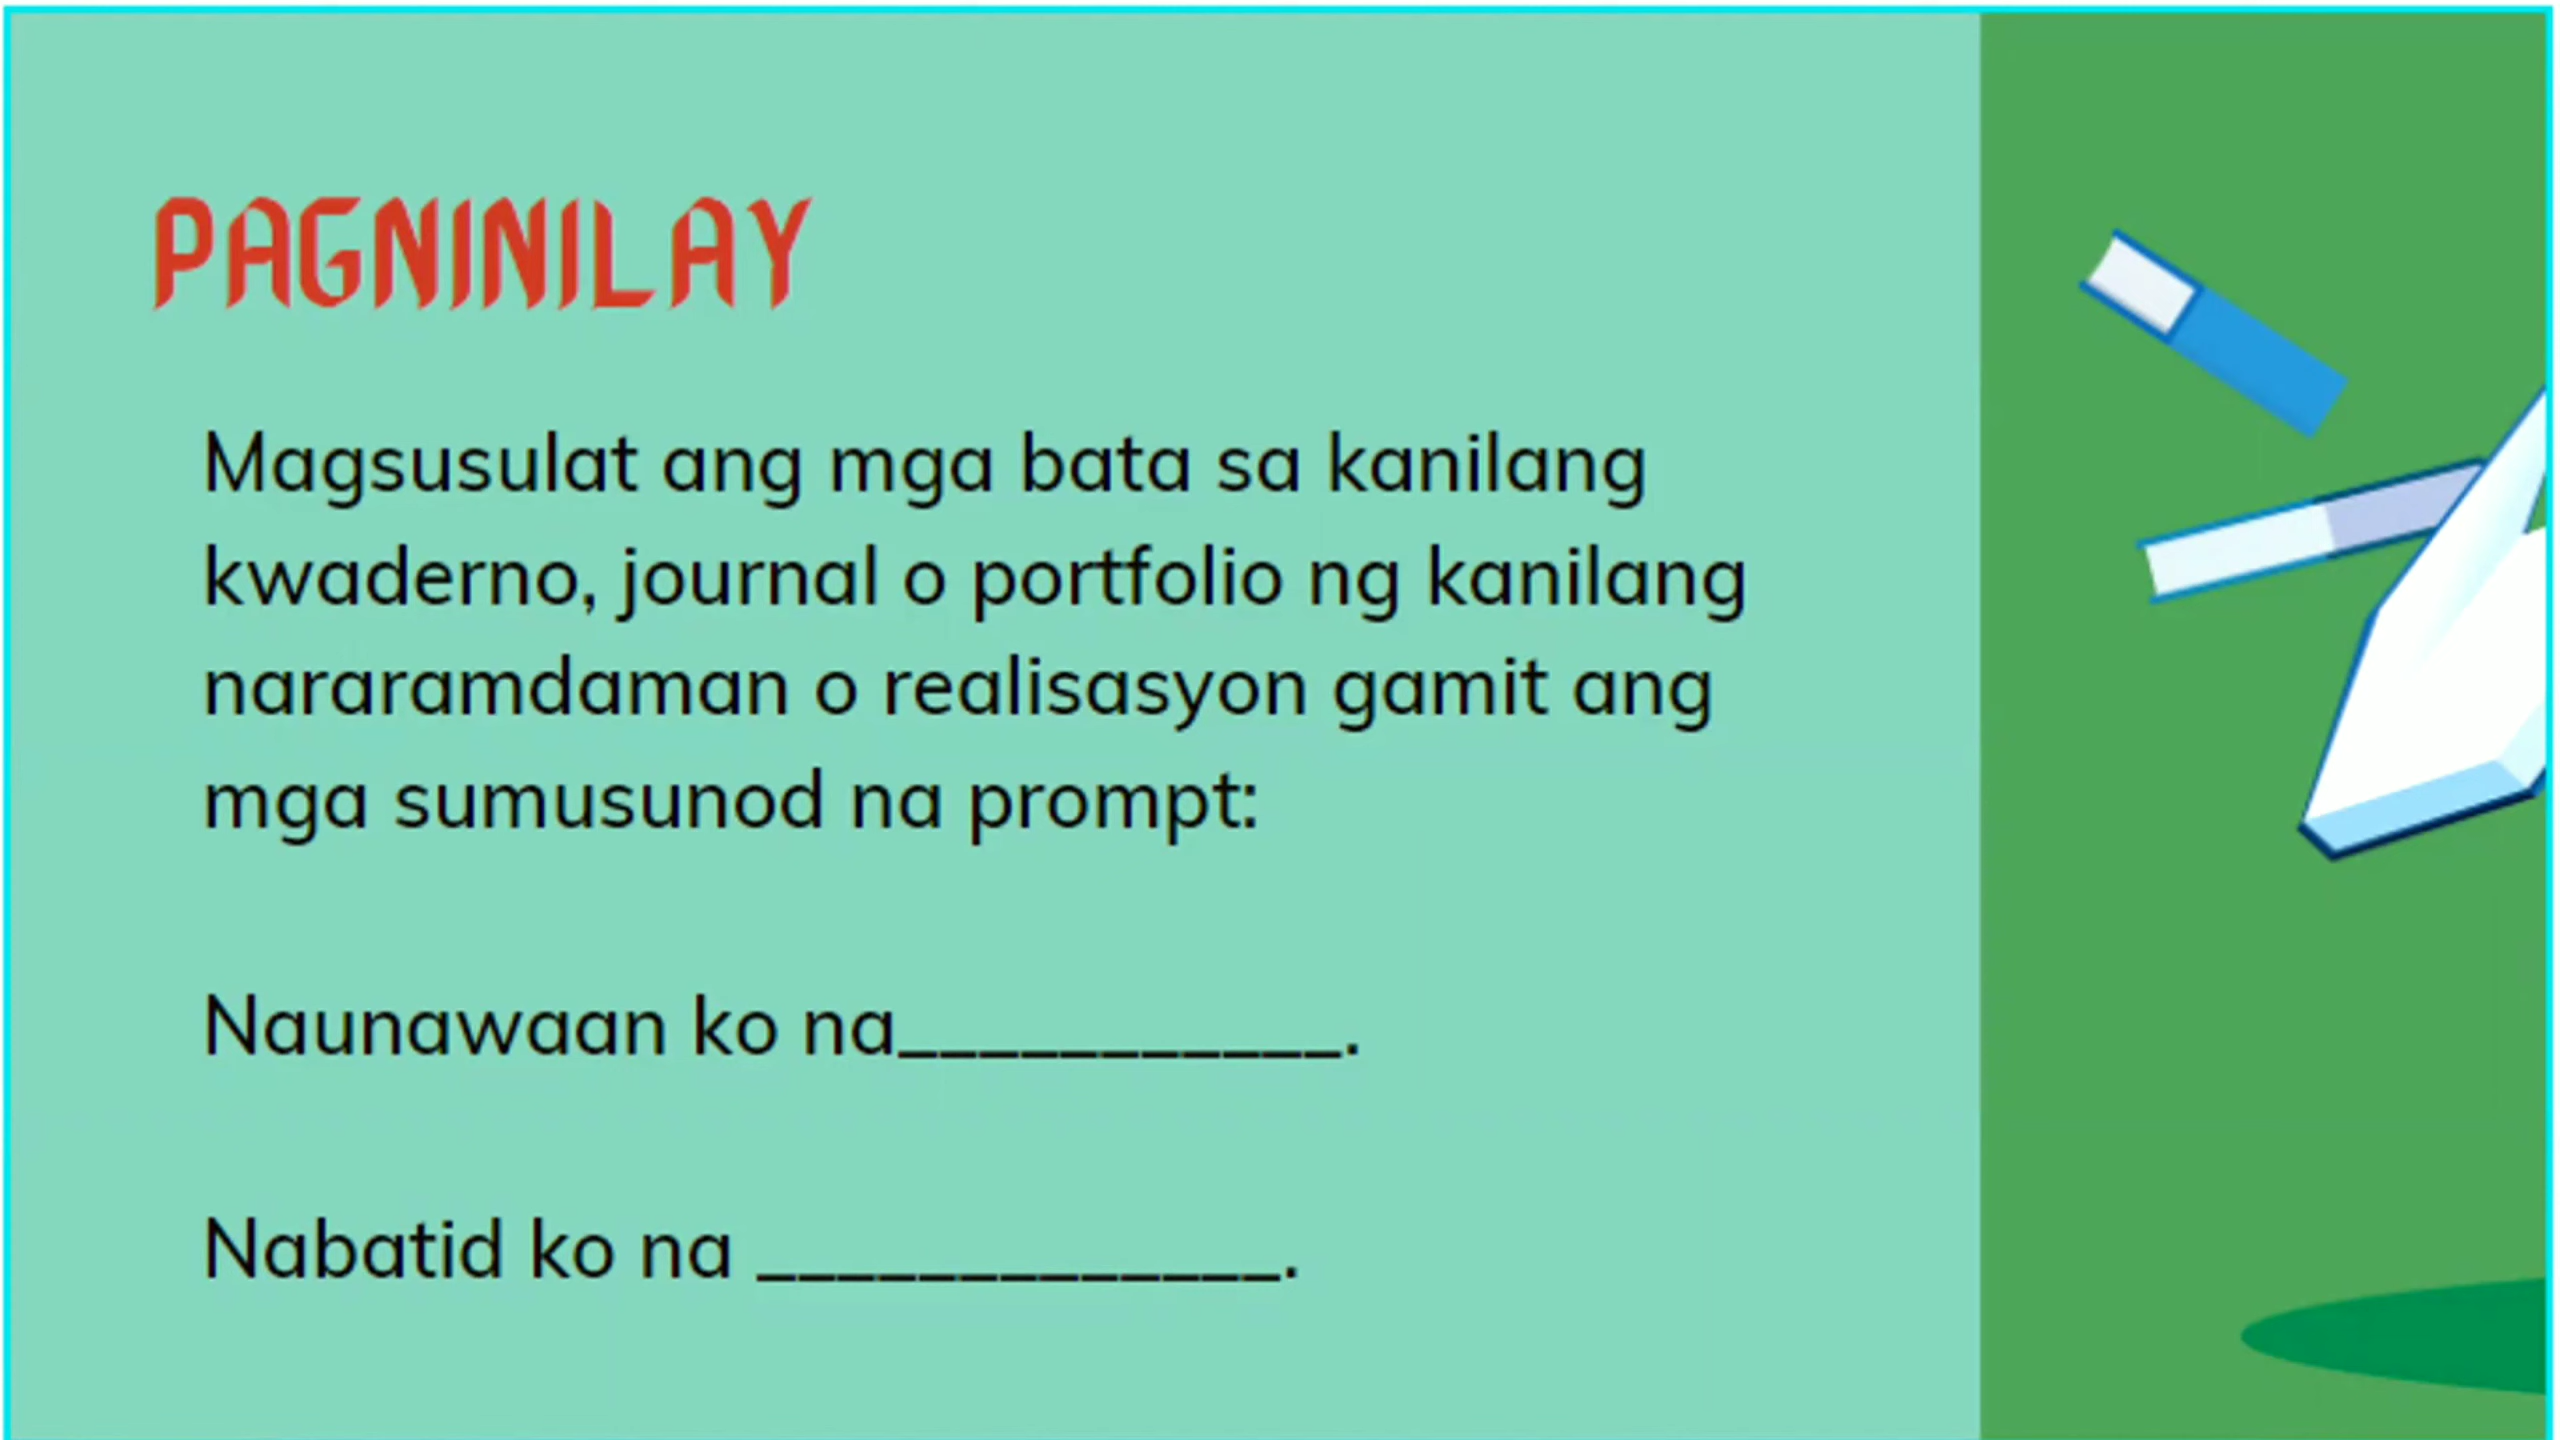 PAGNINILAY
Magsusulat ang mga bata sa kanilang
kwaderno, journal o portfolio ng kanilang
nararamdaman o realisasyon gamit ang
mga sumusunod na prompt:
Naunawaan ko na___________.
Nabatid ko na _____________.